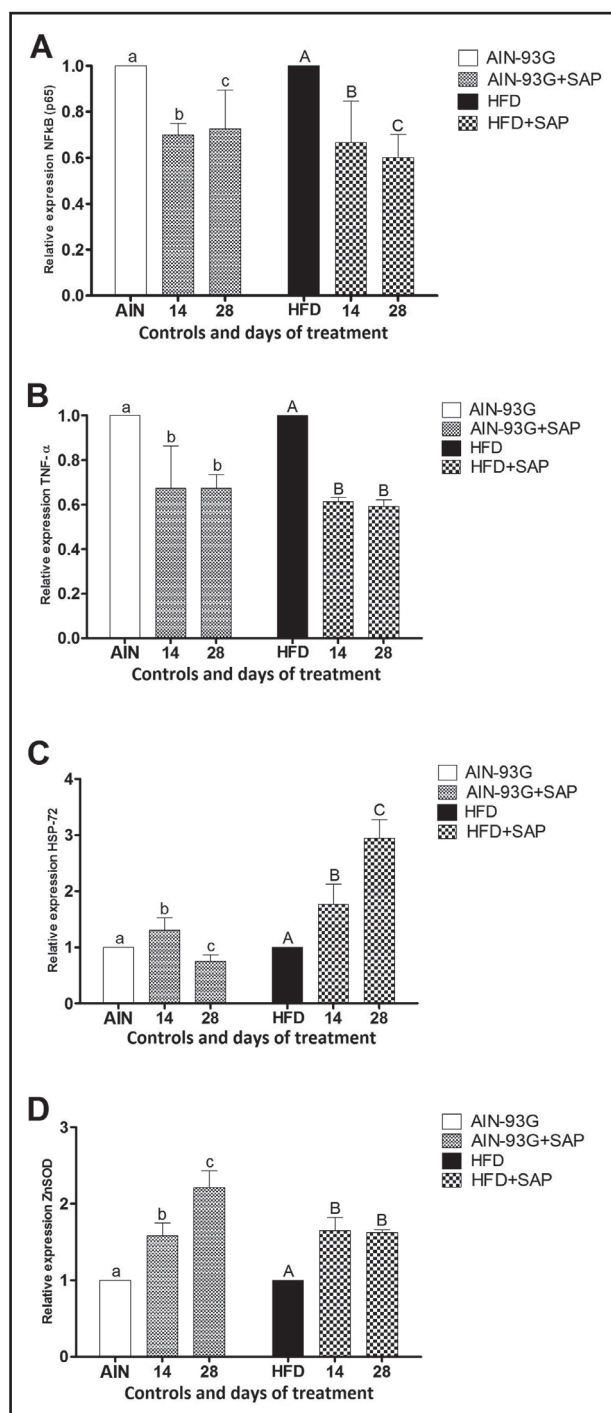 A
Relative expression NFkB (p65)
1.0
0.8
0.6
0.4
0.2
0.0
a
b
c
A
B
C
AIN 14 28 HFD 14 28
Controls and days of treatment
AIN-93G
AIN-93G+SAP
HFD
HFD+SAP
B
Relative expression TNF-α
1.0
0.8
0.6
0.4
0.2
0.0
a
b
b
A
B
B
AIN 14 28 HFD 14 28
Controls and days of treatment
AIN-93G
AIN-93G+SAP
HFD
HFD+SAP
C
Relative expression HSP-72
4
3
2
1
0
a
b
c
A
B
C
AIN 14 28 HFD 14 28
Controls and days of treatment
AIN-93G
AIN-93G+SAP
HFD
HFD+SAP
D
Relative expression ZnSOD
3
2
1
0
a
b
c
A
B
B
AIN 14 28 HFD 14 28
Controls and days of treatment
AIN-93G
AIN-93G+SAP
HFD
HFD+SAP